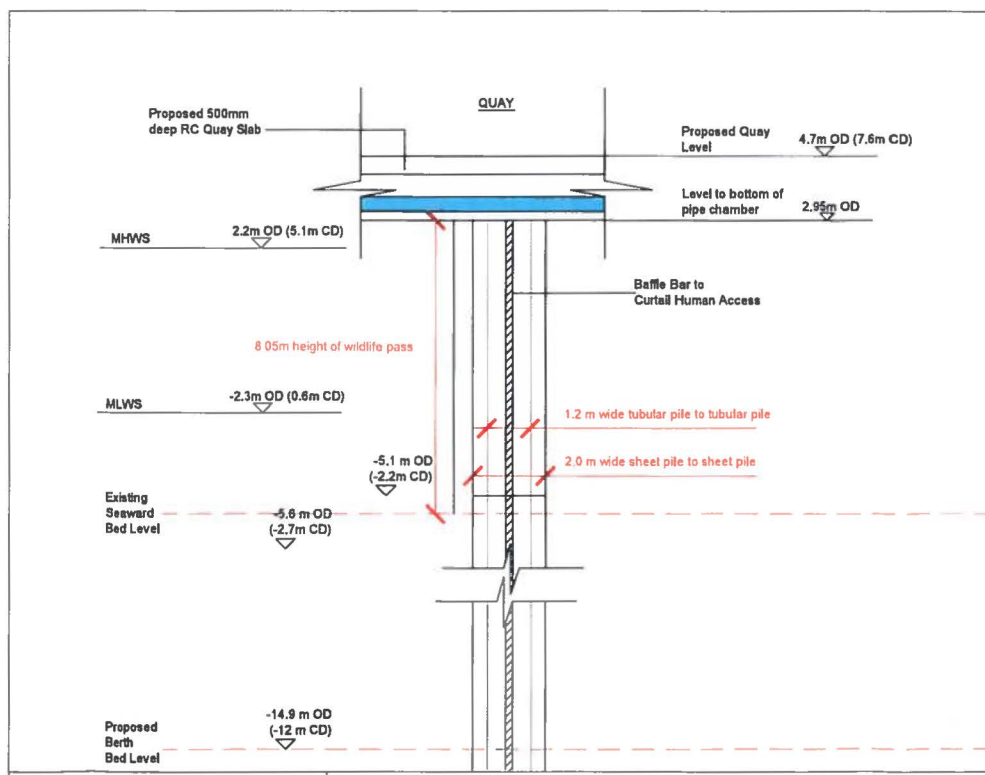 QUAY
Proposed 500mm
deep RC Quay Slab
Proposed Quay
Level
4.7m OD (7.6m CD)
Level to bottom of
pipe chamber
2.95m OD
MHWS
2.2m OD (5.1m CD)
Baffle Bar to
Curtail Human Access
8 05m height of wildlife pass
MLWS
-2.3m OD (0.6m CD)
1.2 m wide tubular pile to tubular pile
-5.1 m OD
(-2.2m CD)
2.0 m wide sheet pile to sheet pile
Existing
Seaward
Bed Level
-5.6 m OD
(-2.7m CD)
-14.9 m OD
(-12 m CD)
Proposed
Berth
Bed Level